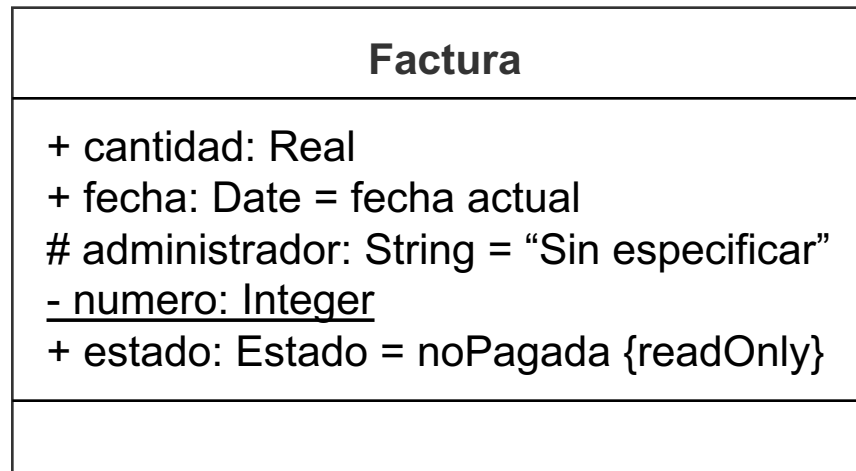 Factura
+ cantidad: Real
+ fecha: Date = fecha actual
# administrador: String = “Sin especificar”
- numero: Integer
+ estado: Estado = noPagada {readOnly}